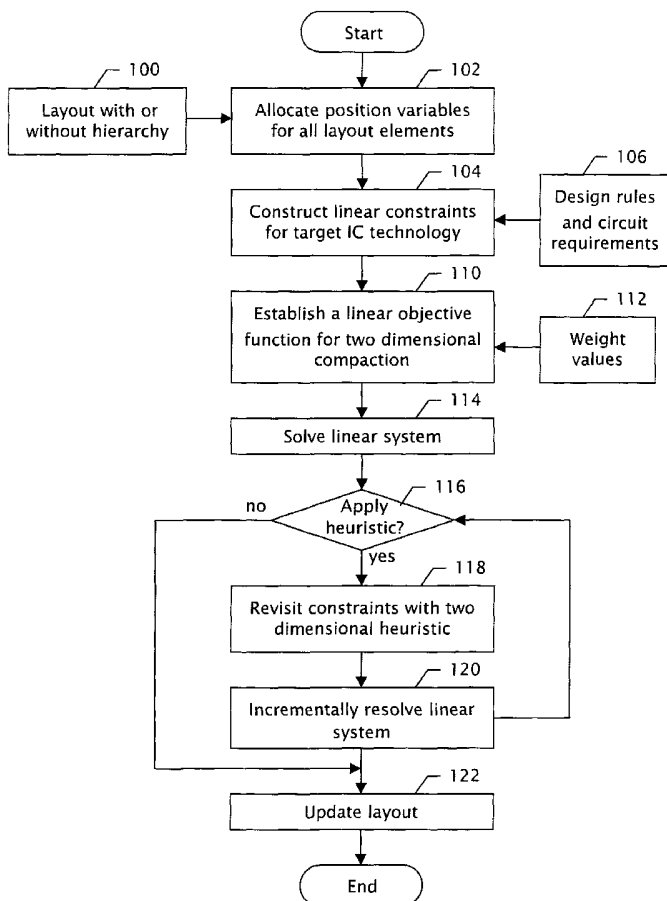 Start
100
102
Layout with or
without hierarchy
Allocate position variables
for all layout elements
104
106
Construct linear constraints
for target IC technology
Design rules
and circuit
requirements
110
112
Establish a linear objective
function for two dimensional
compaction
Weight
values
114
Solve linear system
116
no
Apply
heuristic?
yes
118
Revisit constraints with two
dimensional heuristic
120
Incrementally resolve linear
system
122
Update layout
End